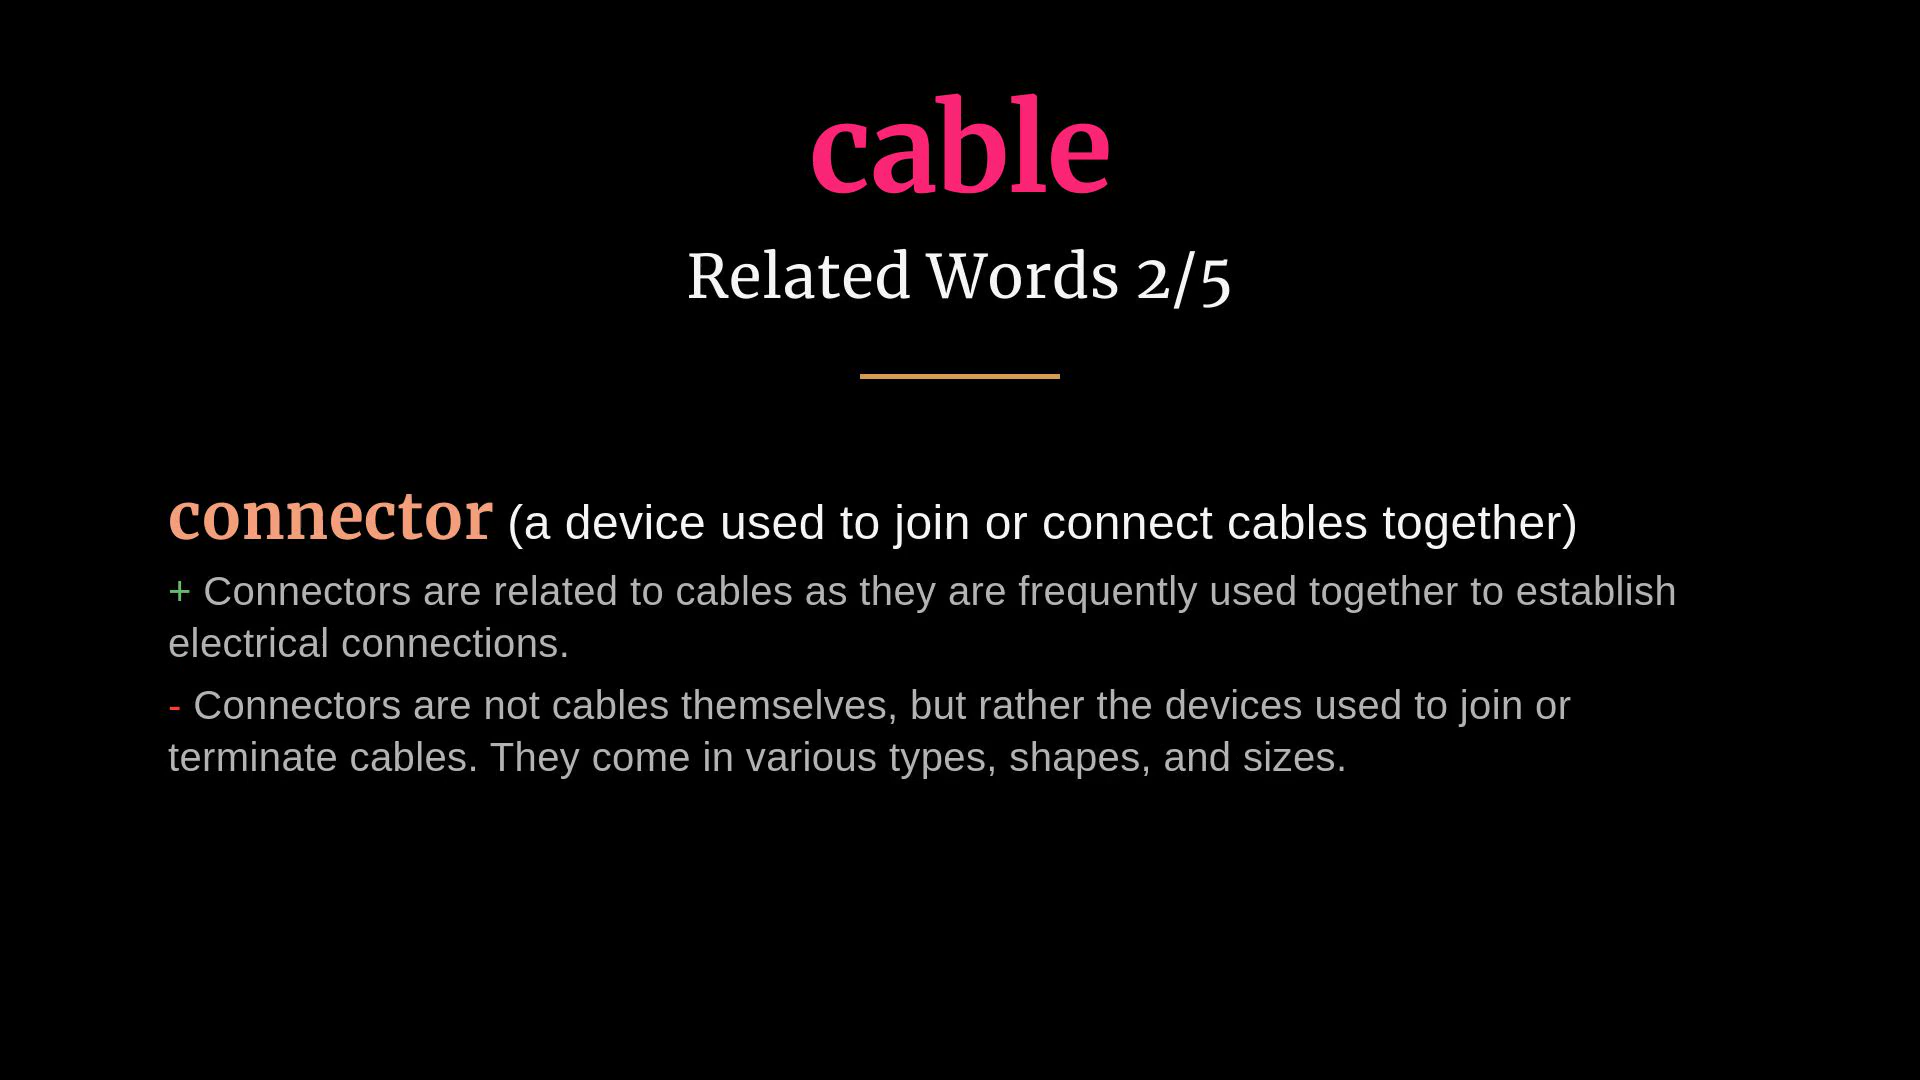 cable
Related Words 2/5
connector (a device used to join or connect cables together)
+ Connectors are related to cables as they are frequently used together to establish
electrical connections.
- Connectors are not cables themselves, but rather the devices used to join or
terminate cables. They come in various types, shapes, and sizes.